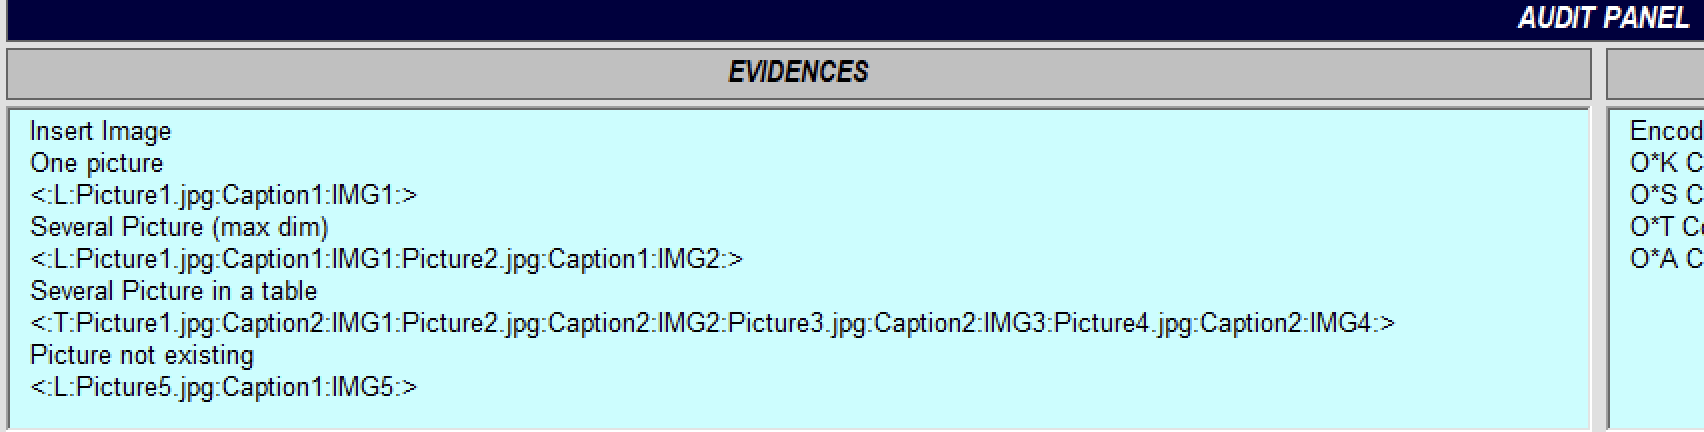 AUDIT PANEL
EVIDENCES
Insert Image
One picture
<:L:Picture1.jpg:Caption1:IMG1:>
Several Picture (max dim)
<:L:Picture1.jpg:Caption1:IMG1:Picture2.jpg:Caption1:IMG2:>
Several Picture in a table
<:T:Picture1.jpg:Caption2:IMG1:Picture2.jpg:Caption2:IMG2:Picture3.jpg:Caption2:IMG3:Picture4.jpg:Caption2:IMG4:>
Picture not existing
<:L:Picture5.jpg:Caption1:IMG5:>
Encod
O*K C
O*S C
O*T C
O*A C